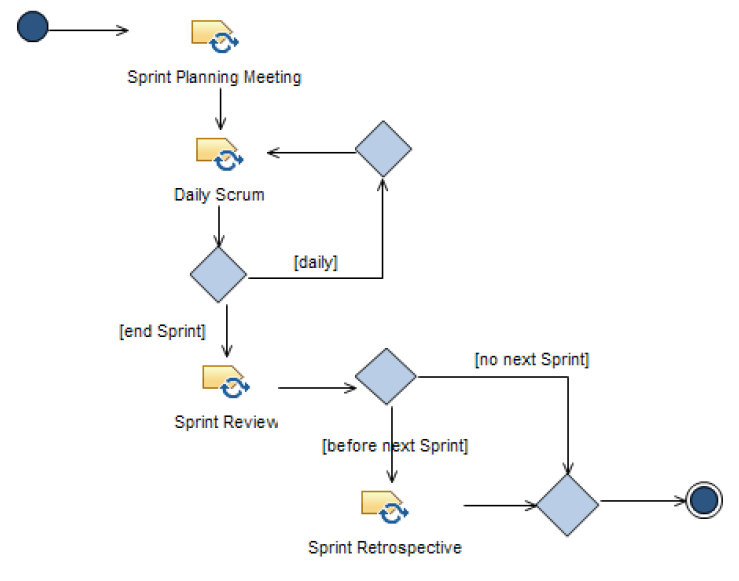 Sprint Planning Meeting
Daily Scrum
[daily]
[end Sprint]
Sprint Review
[no next Sprint]
[before next Sprint]
Sprint Retrospective